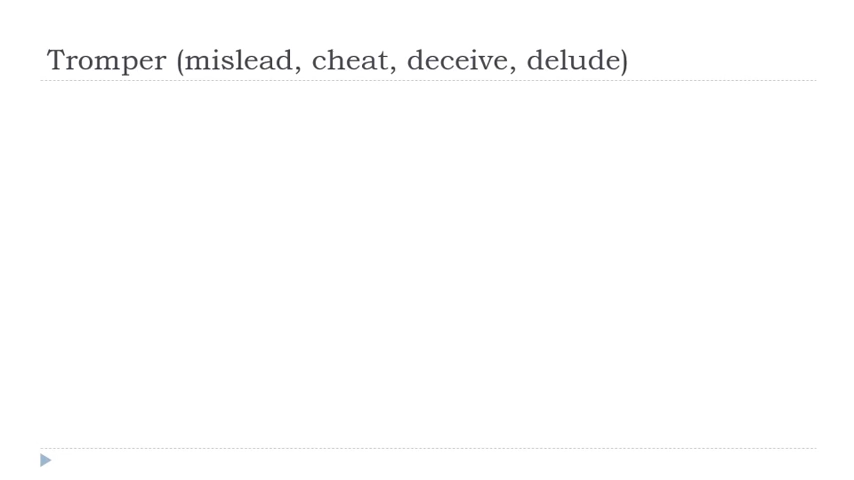 Tromper (mislead, cheat, deceive, delude)